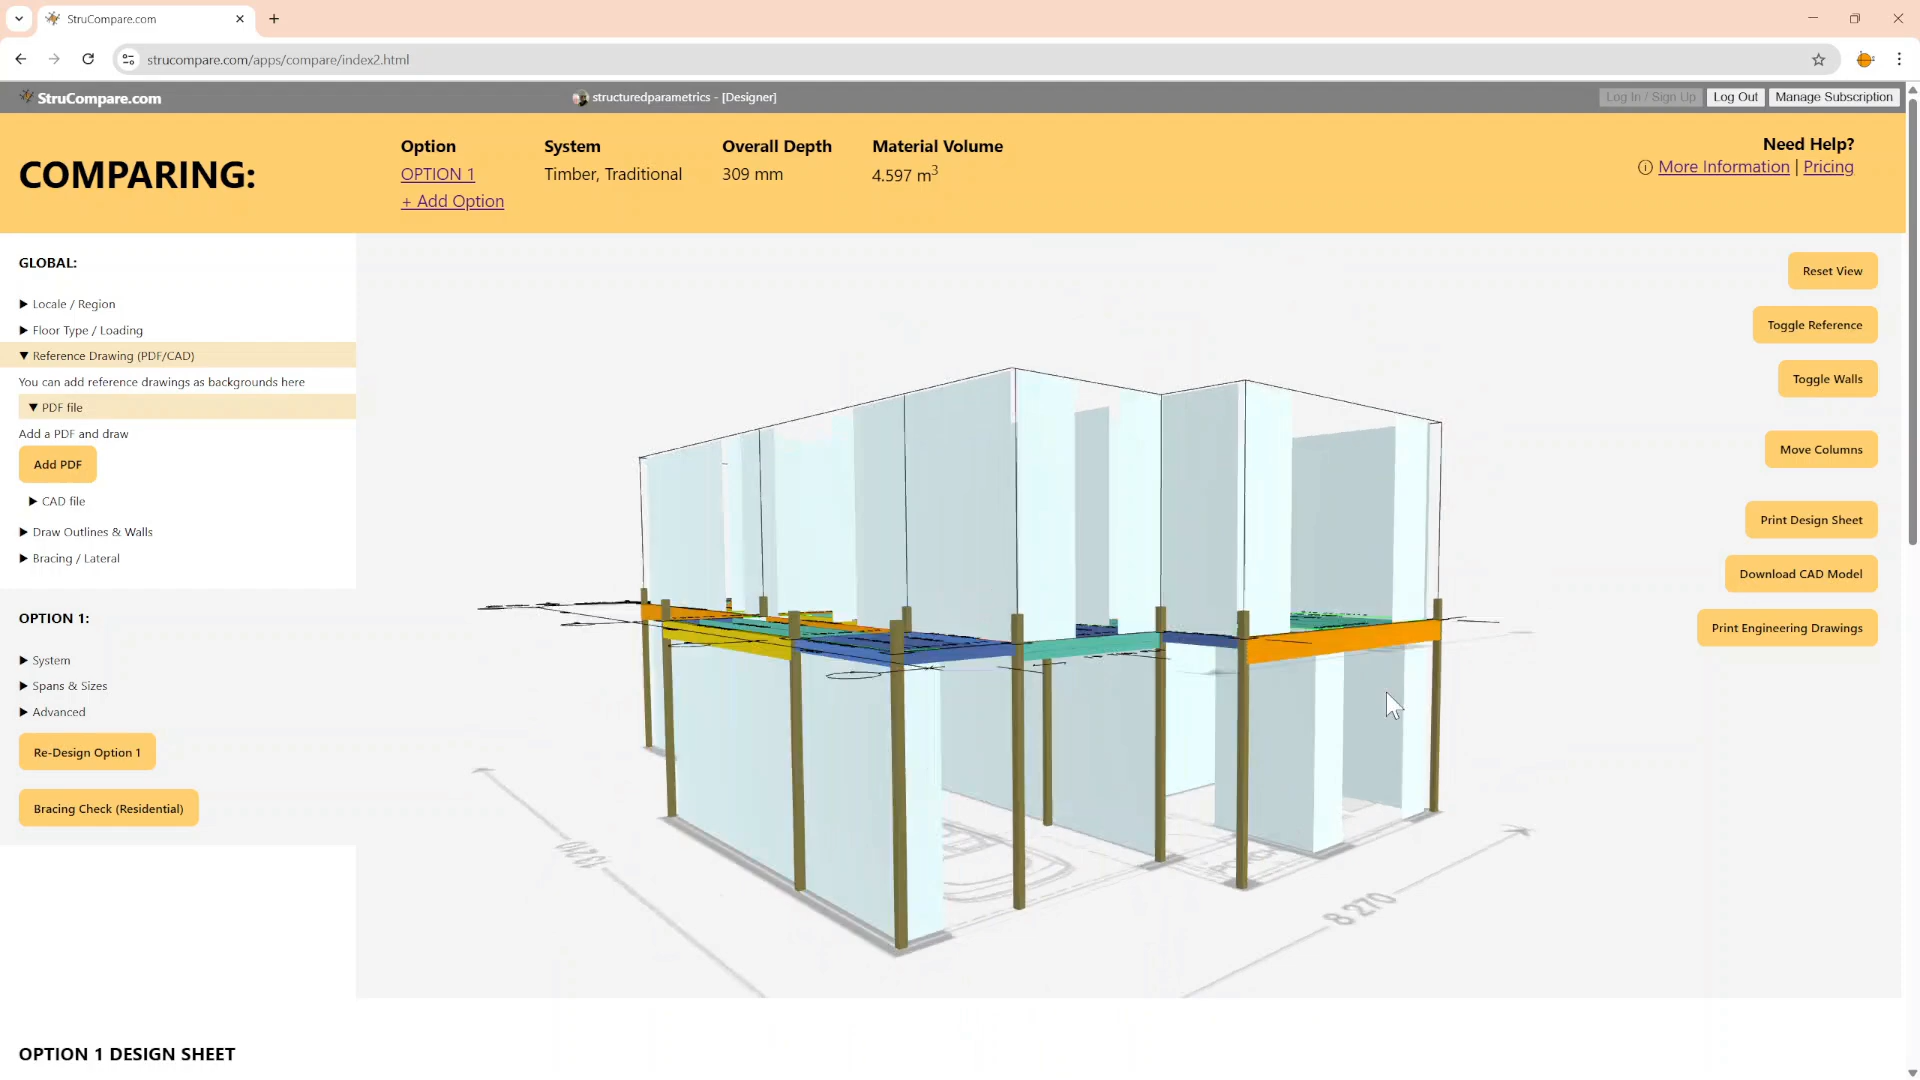 StruCompare.com
strucompare.com/apps/compare/index2.html
StruCompare.com
structuredparametrics - [Designer]
Log In / Sign Up
Log Out
Manage Subscription
COMPARING:
Option
System
Overall Depth
Material Volume
OPTION 1
Timber, Traditional
309 mm
4.597 m³
+ Add Option
Need Help?
More Information | Pricing
GLOBAL:
Locale / Region
Floor Type / Loading
Reference Drawing (PDF/CAD)
You can add reference drawings as backgrounds here
PDF file
Add a PDF and draw
Add PDF
CAD file
Draw Outlines & Walls
Bracing / Lateral
OPTION 1:
System
Spans & Sizes
Advanced
Re-Design Option 1
Bracing Check (Residential)
Reset View
Toggle Reference
Toggle Walls
Move Columns
Print Design Sheet
Download CAD Model
Print Engineering Drawings
8 270
OPTION 1 DESIGN SHEET